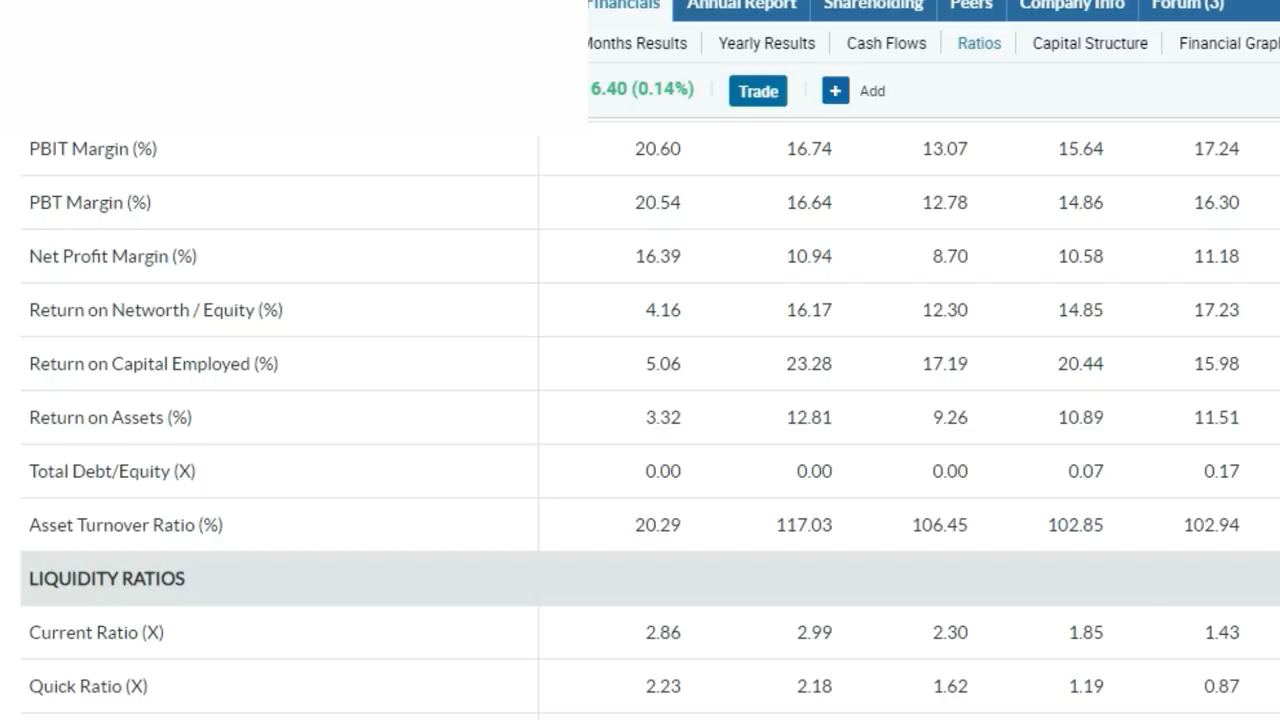 Financials Annual Report Shareholding Peers Company Info Forum (3)
Months Results Yearly Results Cash Flows Ratios Capital Structure Financial Grap
6.40 (0.14%) Trade + Add
PBIT Margin (%) 20.60 16.74 13.07 15.64 17.24
PBT Margin (%) 20.54 16.64 12.78 14.86 16.30
Net Profit Margin (%) 16.39 10.94 8.70 10.58 11.18
Return on Networth / Equity (%) 4.16 16.17 12.30 14.85 17.23
Return on Capital Employed (%) 5.06 23.28 17.19 20.44 15.98
Return on Assets (%) 3.32 12.81 9.26 10.89 11.51
Total Debt/Equity (X) 0.00 0.00 0.00 0.07 0.17
Asset Turnover Ratio (%) 20.29 117.03 106.45 102.85 102.94
LIQUIDITY RATIOS
Current Ratio (X) 2.86 2.99 2.30 1.85 1.43
Quick Ratio (X) 2.23 2.18 1.62 1.19 0.87